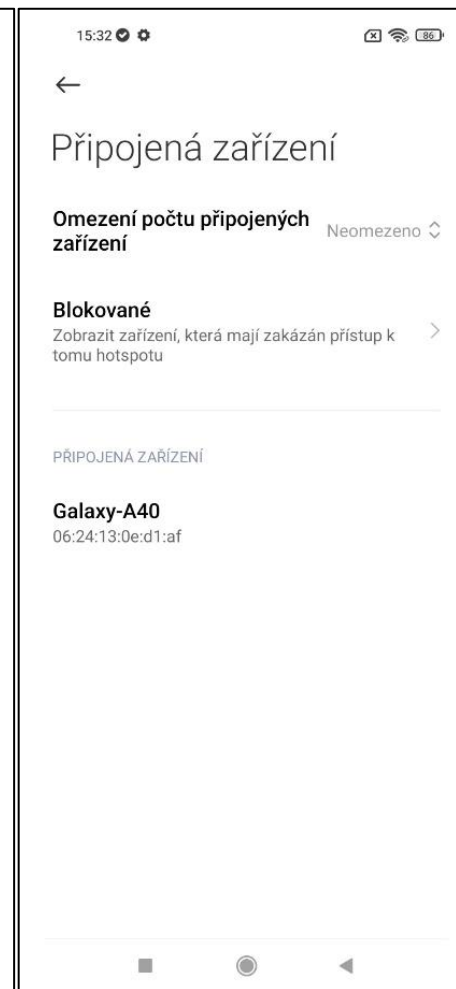 15:32
86
Připojená zařízení
Omezení počtu připojených
zařízení
Neomezeno
Blokované
Zobrazit zařízení, která mají zakázán přístup k
tomu hotspotu
PŘIPOJENÁ ZAŘÍZENÍ
Galaxy-A40
06:24:13:0e:d1:af